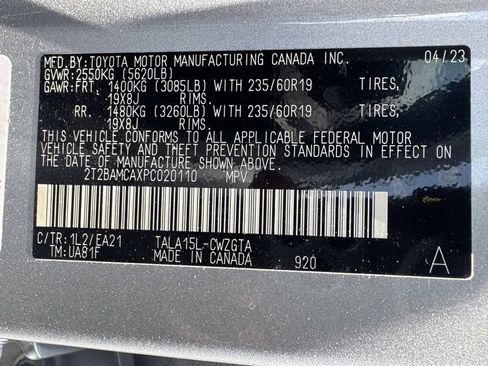 MFD. BY: TOYOTA MOTOR MANUFACTURING CANADA INC. 04/23
GVWR: 2550KG (5620LB)
GAWR: FRT. 1400KG (3085LB) WITH 235/60R19 TIRES,
19X8J RIMS.
RR. 1480KG (3260LB) WITH 235/60R19 TIRES,
19X8J RIMS.
THIS VEHICLE CONFORMS TO ALL APPLICABLE FEDERAL MOTOR
VEHICLE SAFETY AND THEFT PREVENTION STANDARDS IN EFFECT ON
THE DATE OF MANUFACTURE SHOWN ABOVE.
2T2BAMCAXPC020110 MPV
C/TR: 1L2/EA21 TALA15L-CWZGTA
TM: UA81F MADE IN CANADA 920 A